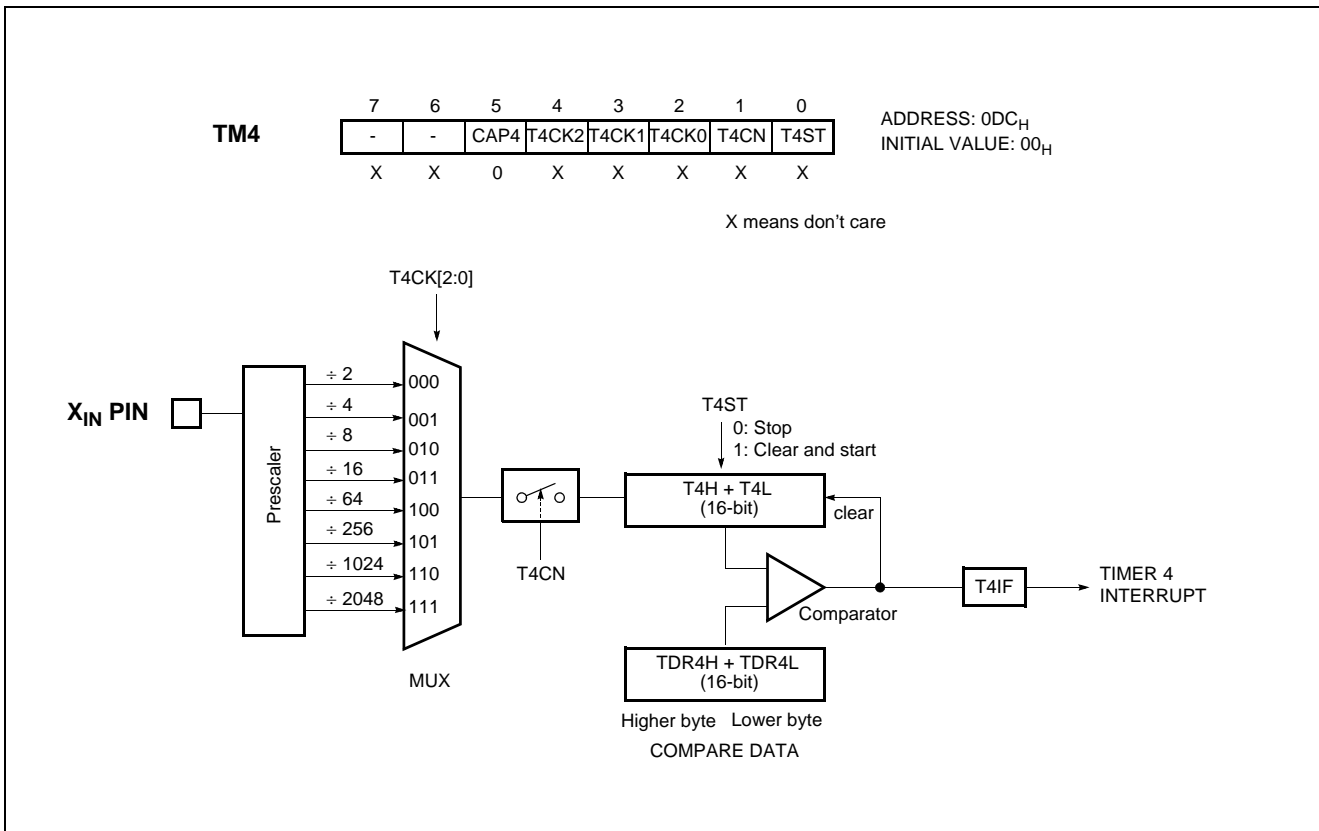 7 6 5 4 3 2 1 0
TM4 - - CAP4 T4CK2 T4CK1 T4CK0 T4CN T4ST
X X 0 X X X X X
ADDRESS: 0DCH
INITIAL VALUE: 00H
X means don't care
T4CK[2:0]
XIN PIN
Prescaler
÷ 2 000
÷ 4 001
÷ 8 010
÷ 16 011
÷ 64 100
÷ 256 101
÷ 1024 110
÷ 2048 111
MUX
T4CN
T4ST
0: Stop
1: Clear and start
T4H + T4L
(16-bit)
clear
Comparator
T4IF
TIMER 4
INTERRUPT
TDR4H + TDR4L
(16-bit)
Higher byte Lower byte
COMPARE DATA